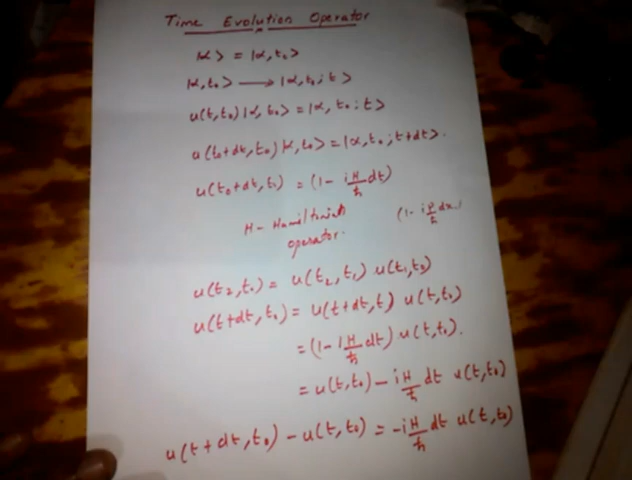 Time Evolution Operator
|α> = |α, t₀>
|α, t₀> ⟶ |α, t₀; t>
u(t, t₀) |α, t₀> = |α, t₀; t>
u(t₀+dt, t₀) |α, t₀> = |α, t₀; t+dt>.
u(t₀+dt, t₀) = (1 - iH/ħ dt)
H - Hamiltonian (1 - i P/ħ dx)
operator.
u(t₂, t₀) = u(t₂, t₁) u(t₁, t₀)
u(t+dt, t₀) = u(t+dt, t) u(t, t₀)
= (1 - iH/ħ dt) u(t, t₀).
= u(t, t₀) - iH/ħ dt u(t, t₀)
u(t+dt, t₀) - u(t, t₀) = -iH/ħ dt u(t, t₀)